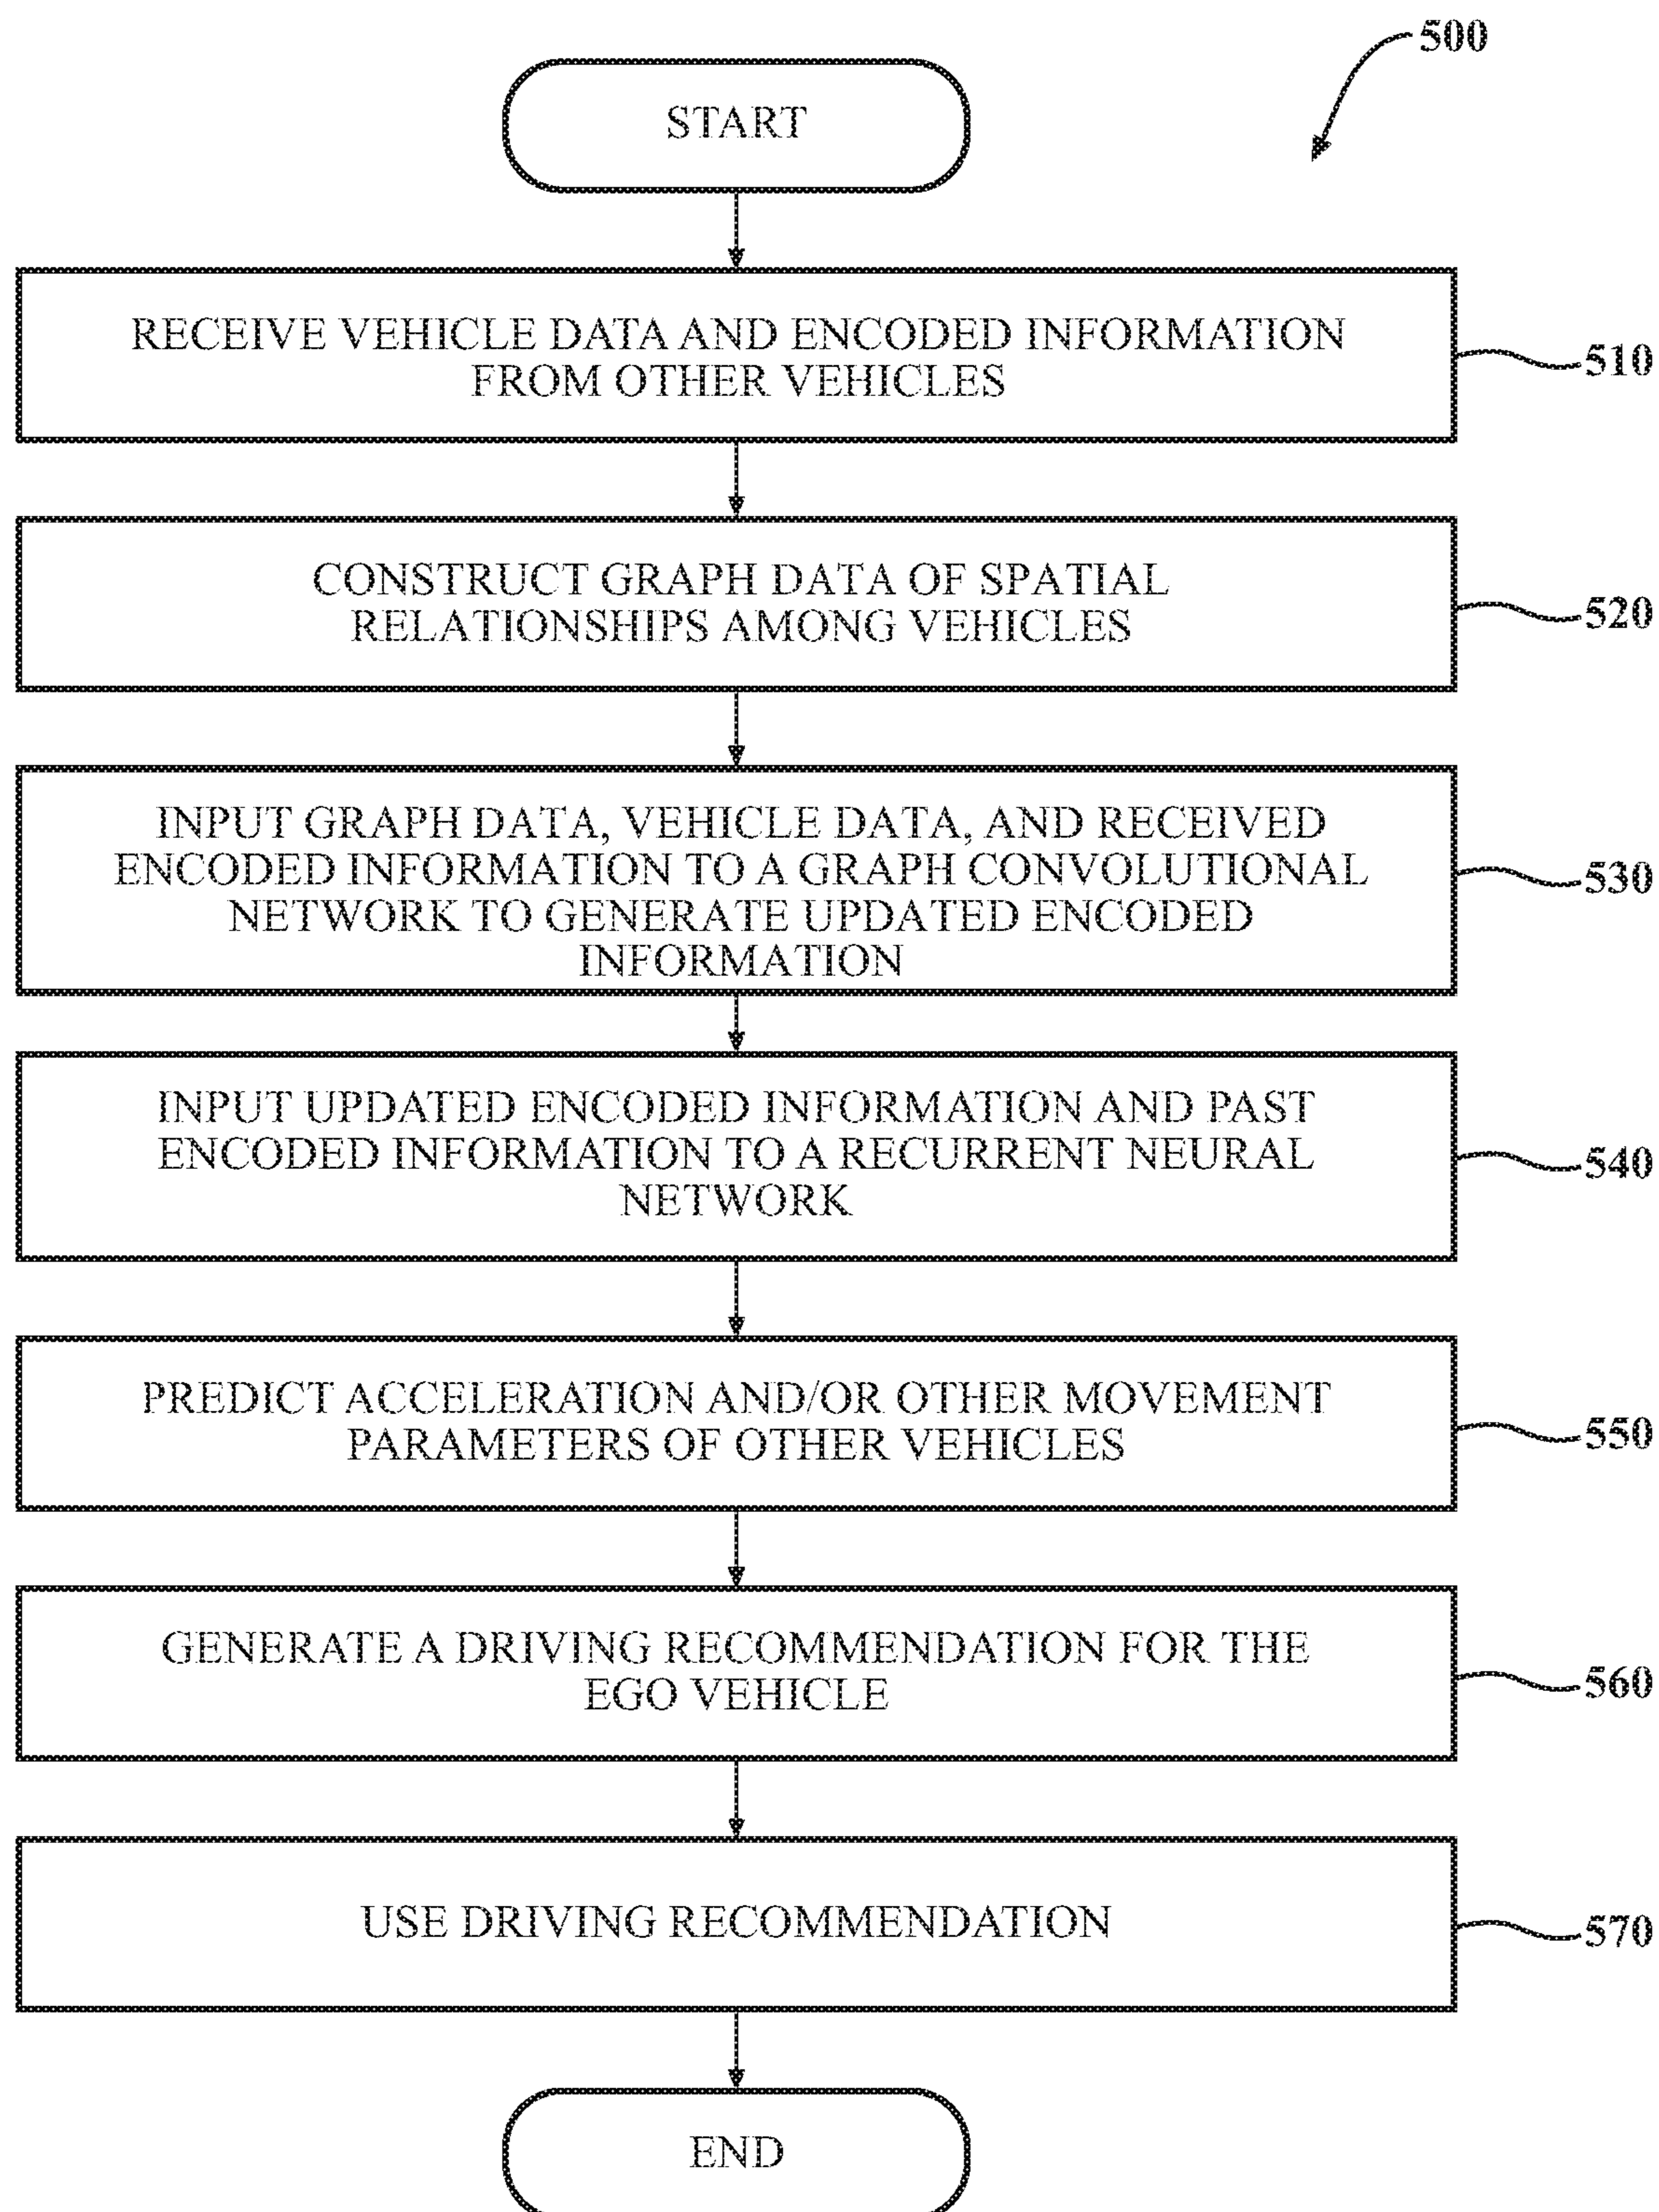 500
START
RECEIVE VEHICLE DATA AND ENCODED INFORMATION
FROM OTHER VEHICLES
510
CONSTRUCT GRAPH DATA OF SPATIAL
RELATIONSHIPS AMONG VEHICLES
520
INPUT GRAPH DATA, VEHICLE DATA, AND RECEIVED
ENCODED INFORMATION TO A GRAPH CONVOLUTIONAL
NETWORK TO GENERATE UPDATED ENCODED
INFORMATION
530
INPUT UPDATED ENCODED INFORMATION AND PAST
ENCODED INFORMATION TO A RECURRENT NEURAL
NETWORK
540
PREDICT ACCELERATION AND/OR OTHER MOVEMENT
PARAMETERS OF OTHER VEHICLES
550
GENERATE A DRIVING RECOMMENDATION FOR THE
EGO VEHICLE
560
USE DRIVING RECOMMENDATION
570
END